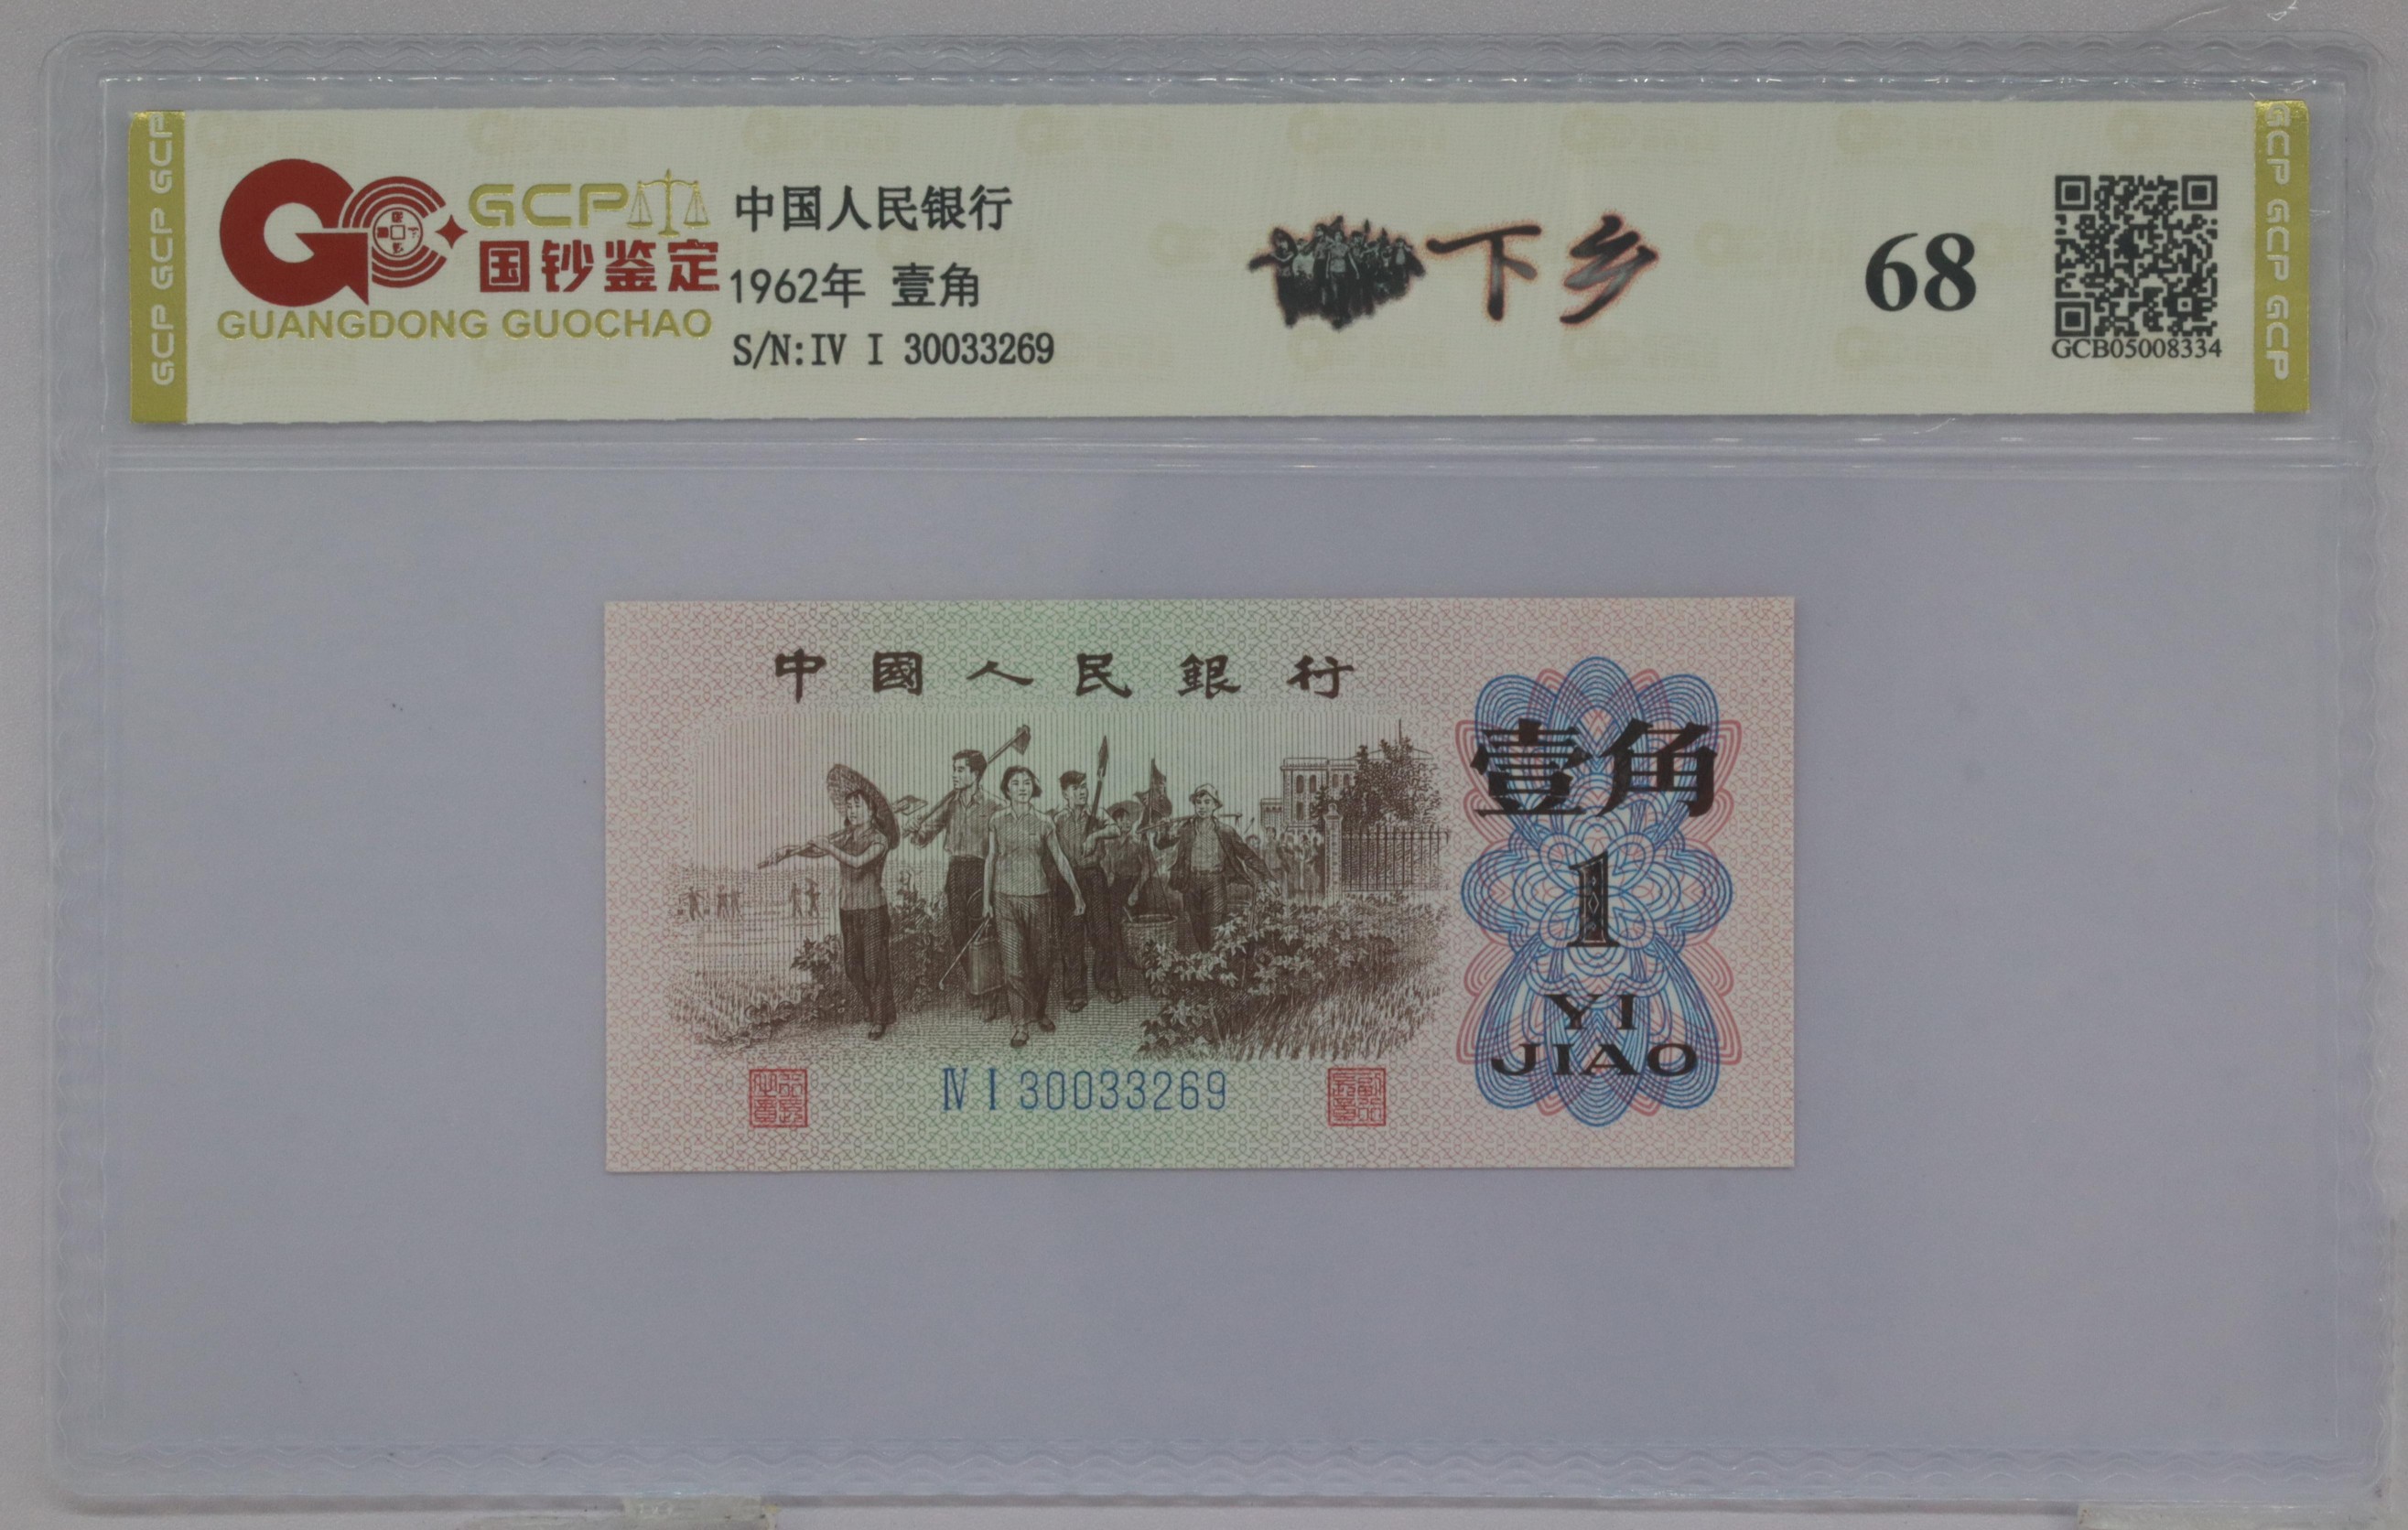 GCP GCP GCP
GCP
国钞鉴定
GUANGDONG GUOCHAO
中国人民银行
1962年 壹角
S/N:IV I 30033269
下乡
68
GCB05008334
GCP GCP GCP
中國人民銀行
壹角
1
YI
JIAO
IV I 30033269